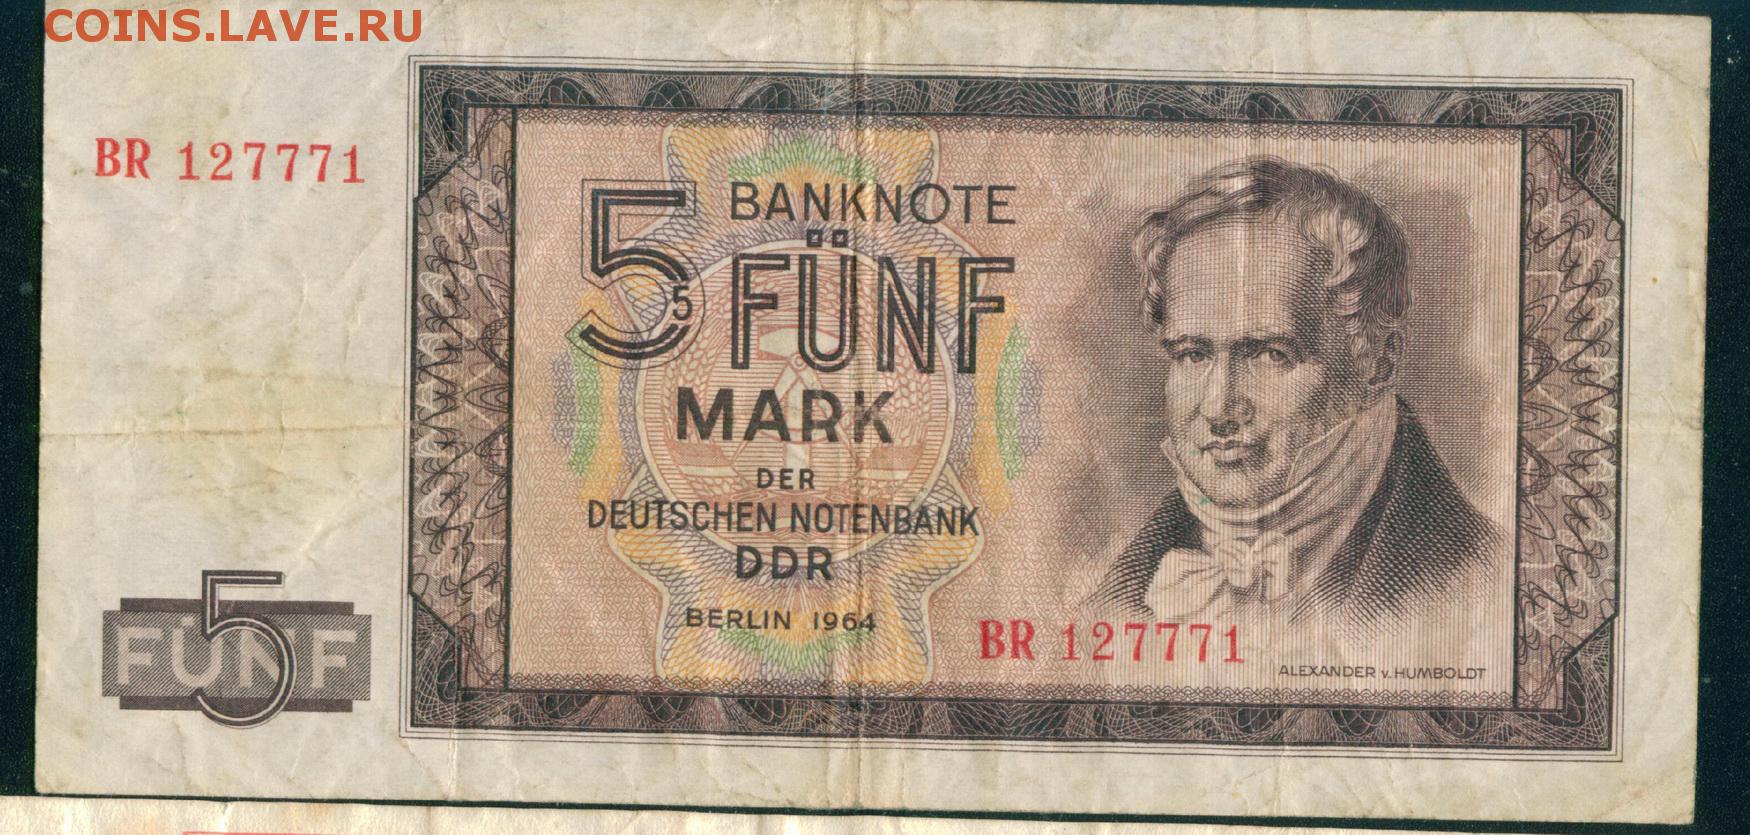 COINS.LAVE.RU
BR 127771
5 BANKNOTE
5 FÜNF
MARK
DER
DEUTSCHEN NOTENBANK
DDR
BERLIN 1964
BR 127771
ALEXANDER v. HUMBOLDT
5
FÜNF